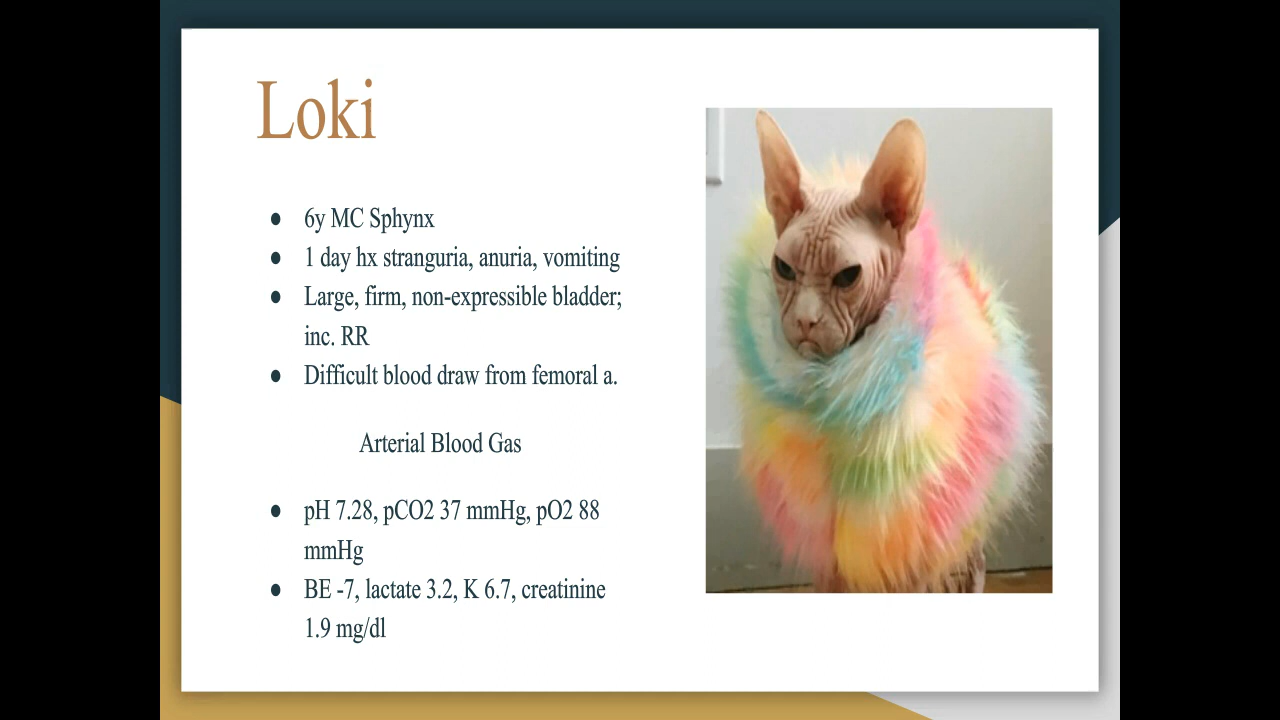 Loki
● 6y MC Sphynx
● 1 day hx stranguria, anuria, vomiting
● Large, firm, non-expressible bladder;
inc. RR
● Difficult blood draw from femoral a.
Arterial Blood Gas
● pH 7.28, pCO2 37 mmHg, pO2 88
mmHg
● BE -7, lactate 3.2, K 6.7, creatinine
1.9 mg/dl